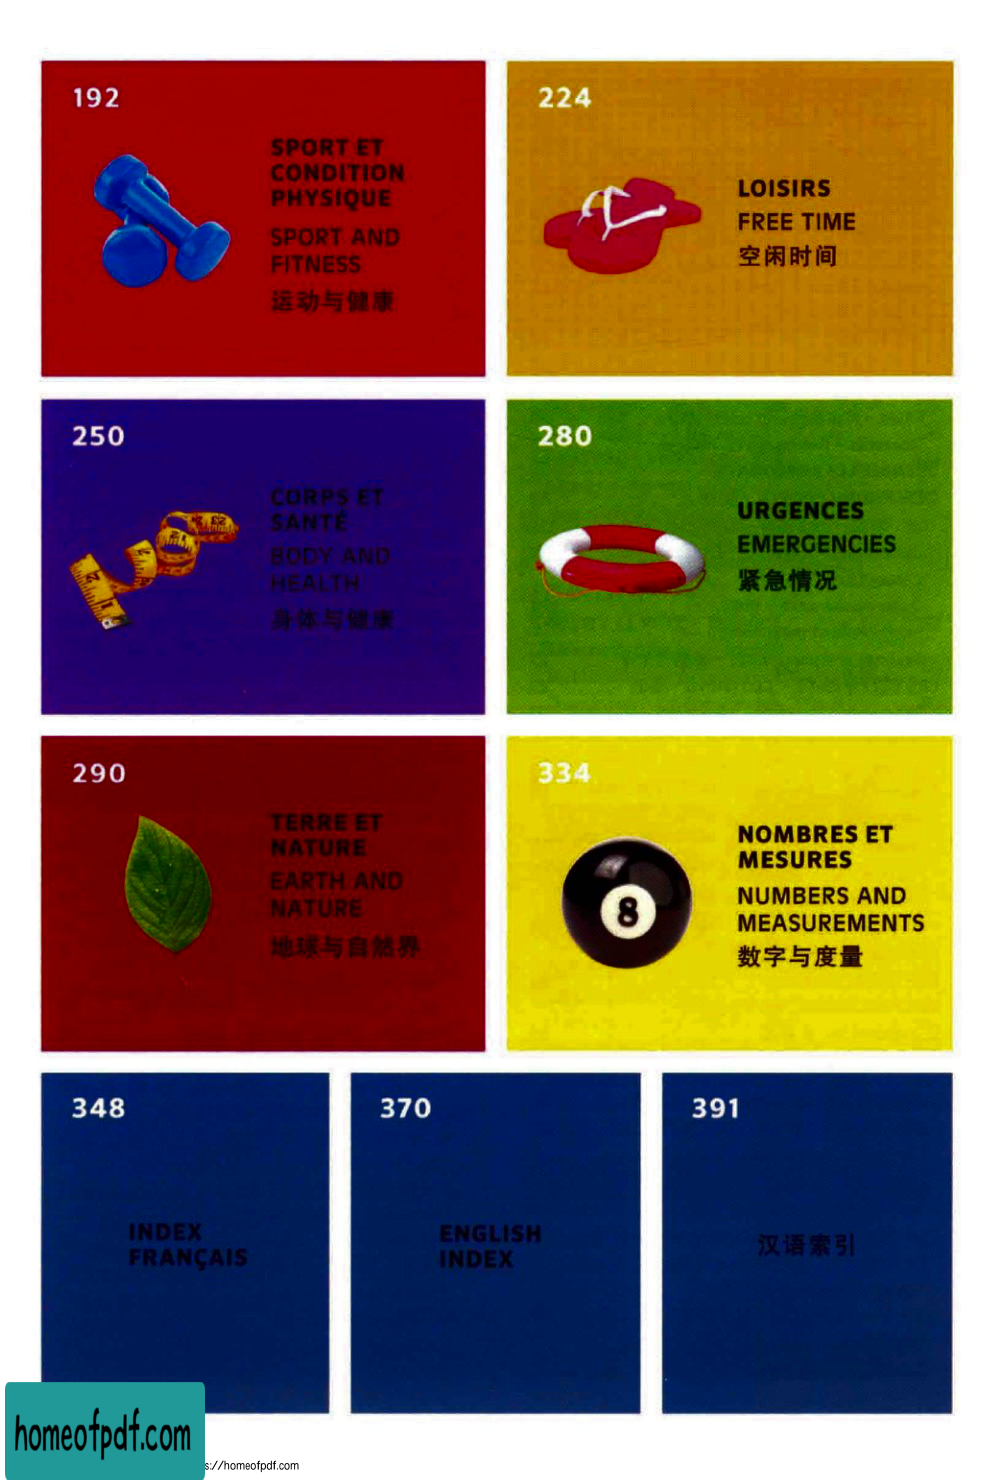 192
SPORT ET
CONDITION
PHYSIQUE
SPORT AND
FITNESS
运动与健康
224
LOISIRS
FREE TIME
空闲时间
250
CORPS ET
SANTÉ
BODY AND
HEALTH
身体与健康
280
URGENCES
EMERGENCIES
紧急情况
290
TERRE ET
NATURE
EARTH AND
NATURE
地球与自然界
334
8
NOMBRES ET
MESURES
NUMBERS AND
MEASUREMENTS
数字与度量
348
INDEX
FRANÇAIS
370
ENGLISH
INDEX
391
汉语索引
homeofpdf.com
s://homeofpdf.com